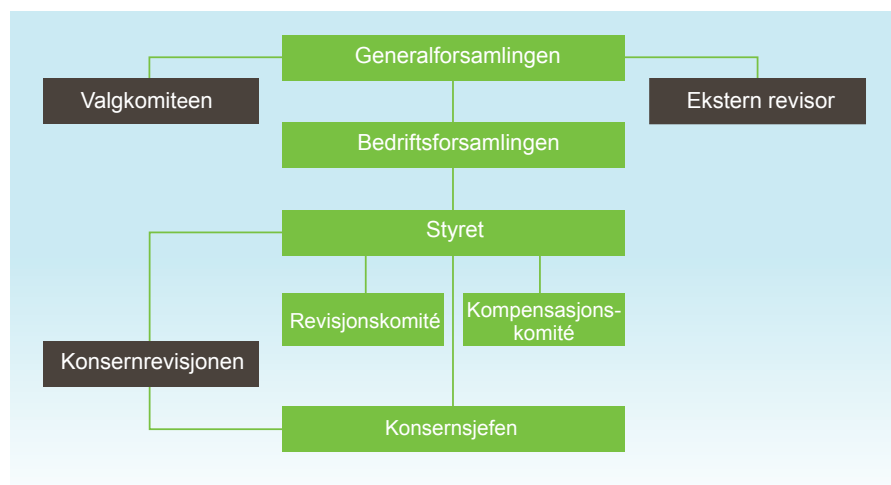 Generalforsamlingen
Valgkomiteen
Ekstern revisor
Bedriftsforsamlingen
Styret
Revisjonskomité
Kompensasjons-
komité
Konsernrevisjonen
Konsernsjefen